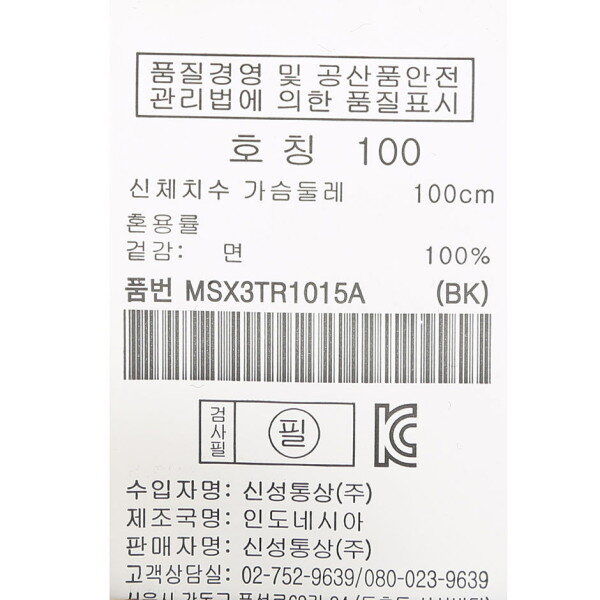 품질경영 및 공산품안전
관리법에 의한 품질표시
호 칭 100
신체치수 가슴둘레 100cm
혼용률
겉감: 면 100%
품번 MSX3TR1015A (BK)
검사필 필
수입자명: 신성통상(주)
제조국명: 인도네시아
판매자명: 신성통상(주)
고객상담실: 02-752-9639/080-023-9639